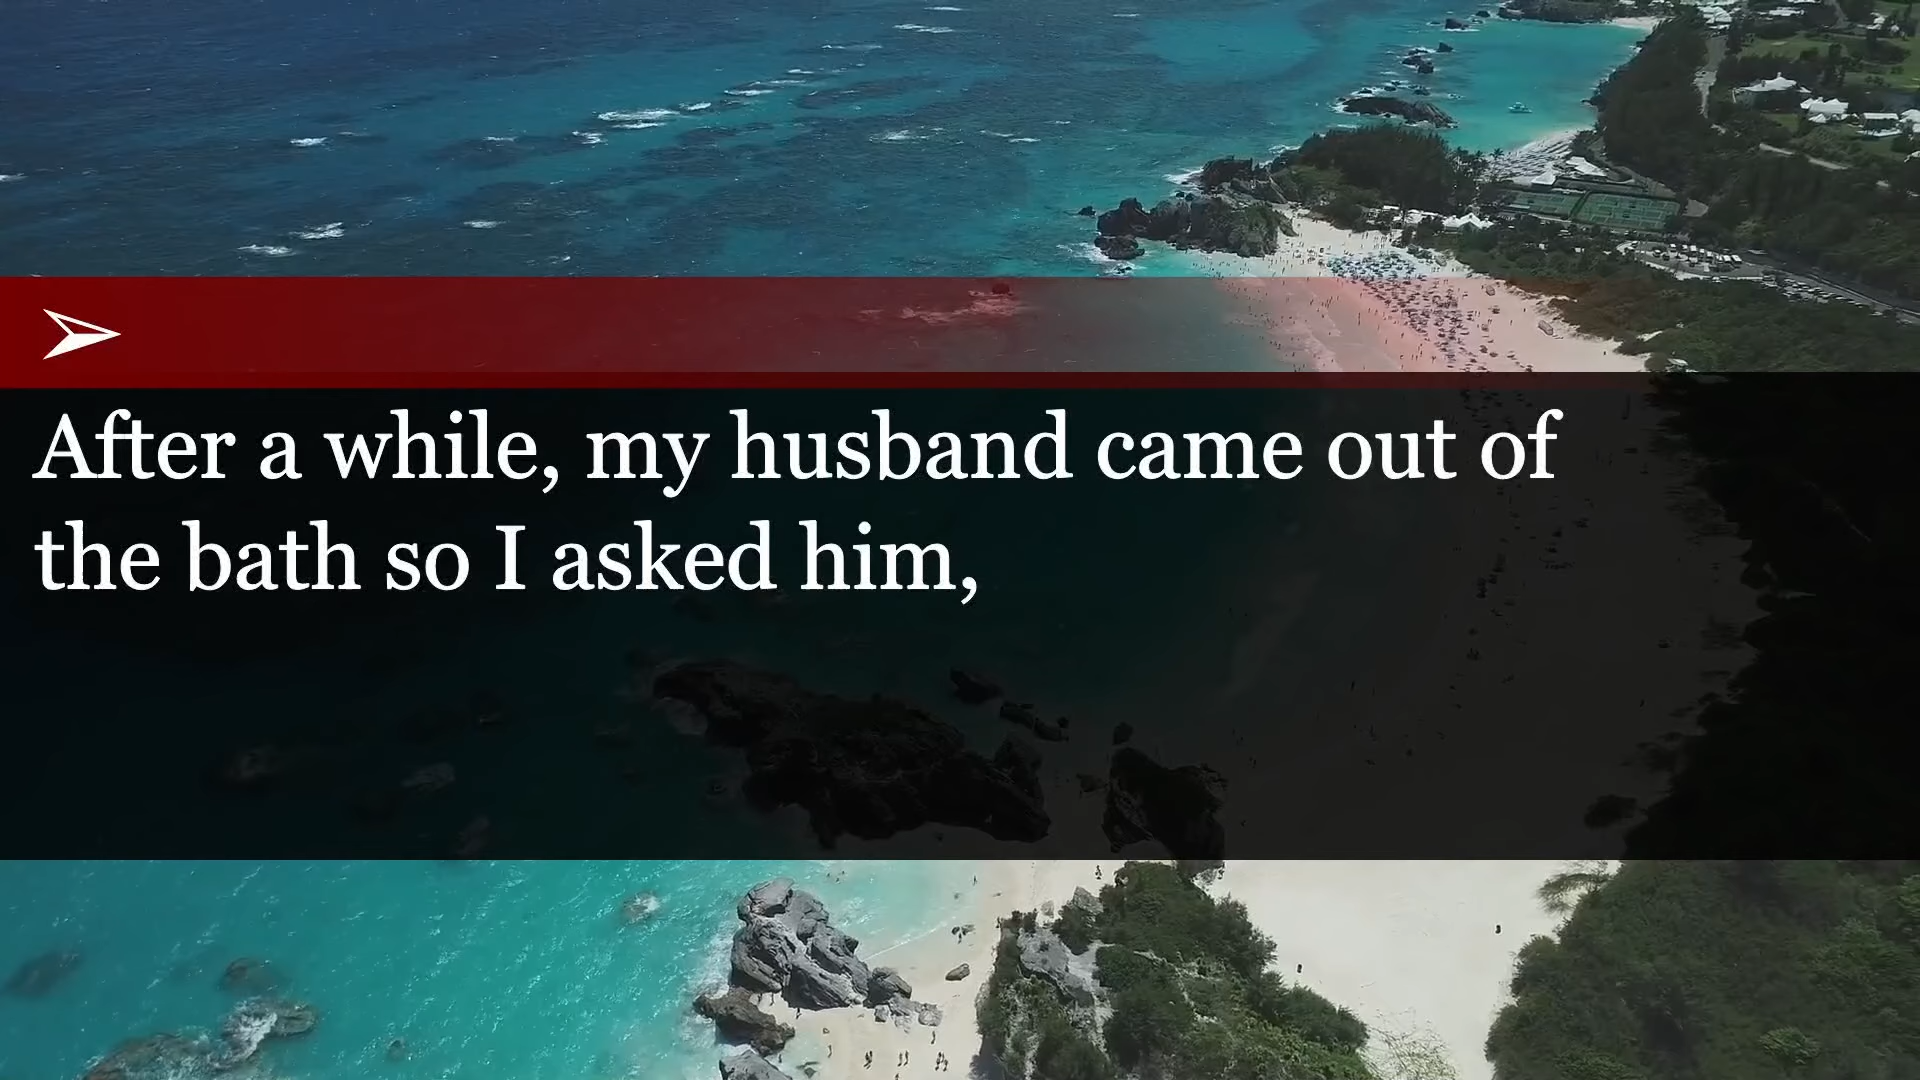 After a while, my husband came out of
the bath so I asked him,